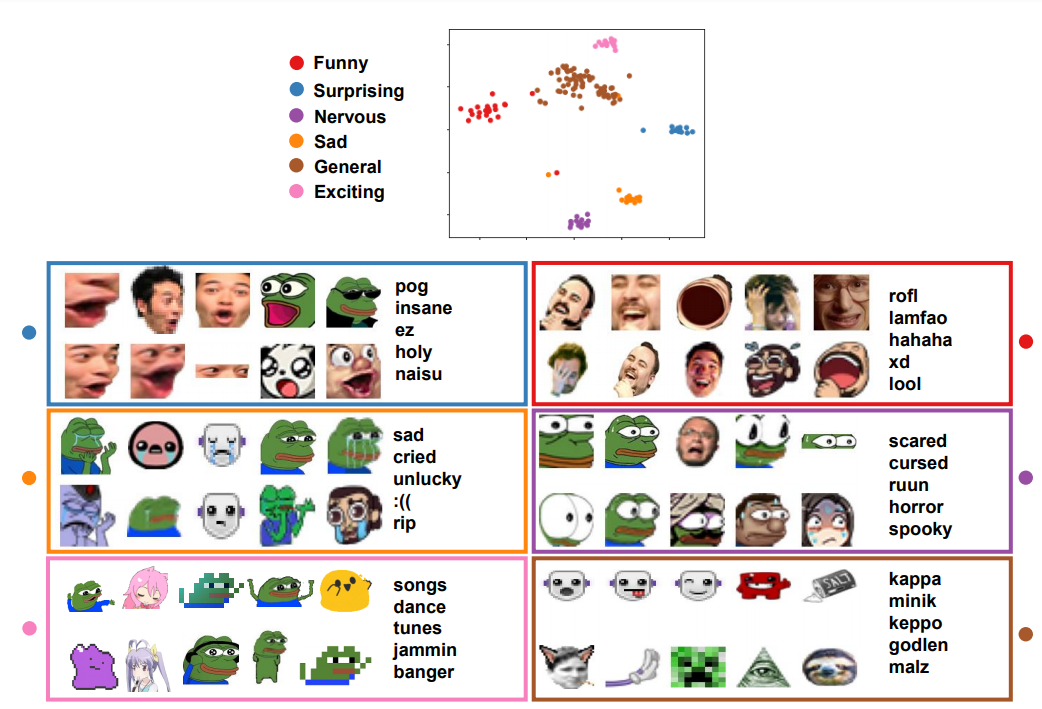 Funny
Surprising
Nervous
Sad
General
Exciting
pog
insane
ez
holy
naisu
rofl
lamfao
hahaha
xd
lool
sad
cried
unlucky
:((
rip
scared
cursed
ruun
horror
spooky
songs
dance
tunes
jammin
banger
SALT
kappa
minik
keppo
godlen
malz